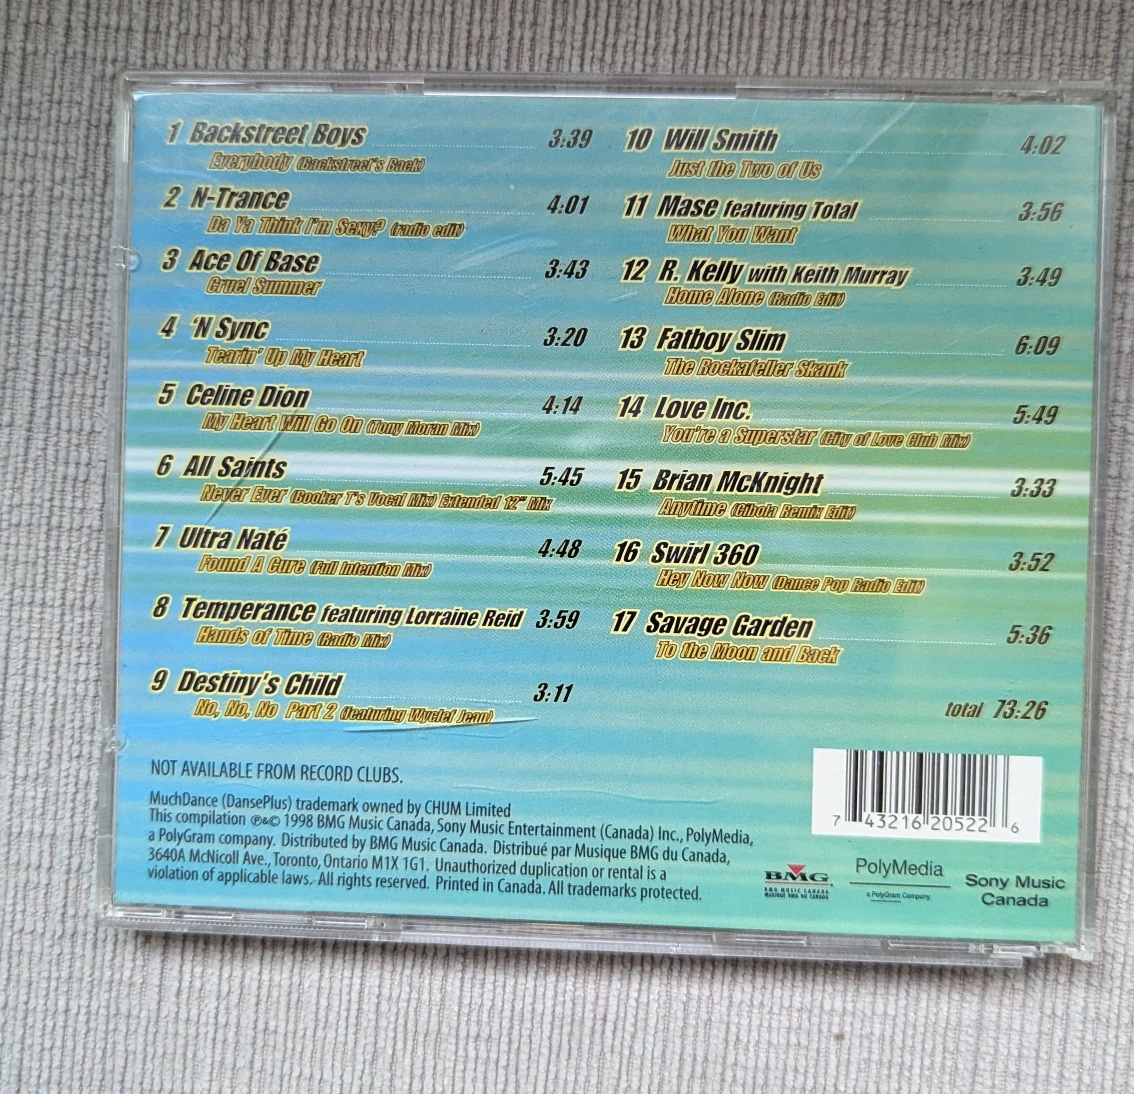 1 Backstreet Boys 3:39
Everybody (Backstreet's Back)
2 N-Trance 4:01
Da Ya Think I'm Sexy? (radio edit)
3 Ace Of Base 3:43
Cruel Summer
4 'N Sync 3:20
Tearin' Up My Heart
5 Celine Dion 4:14
My Heart Will Go On (Tony Moran Mix)
6 All Saints 5:45
Never Ever (Booker T's Vocal Mix) Extended 12" Mix
7 Ultra Naté 4:48
Found A Cure (Full Intention Mix)
8 Temperance featuring Lorraine Reid 3:59
Hands of Time (Radio Mix)
9 Destiny's Child 3:11
No, No, No Part 2 (featuring Wyclef Jean)
10 Will Smith 4:02
Just the Two of Us
11 Mase featuring Total 3:56
What You Want
12 R. Kelly with Keith Murray 3:49
Home Alone (Radio Edit)
13 Fatboy Slim 6:09
The Rockafeller Skank
14 Love Inc. 5:49
You're a Superstar (City of Love Club Mix)
15 Brian McKnight 3:33
Anytime (Cibola Remix Edit)
16 Swirl 360 3:52
Hey Now Now (Dance Pop Radio Edit)
17 Savage Garden 5:36
To the Moon and Back
total 73:26
NOT AVAILABLE FROM RECORD CLUBS.
MuchDance (DansePlus) trademark owned by CHUM Limited
This compilation ℗&© 1998 BMG Music Canada, Sony Music Entertainment (Canada) Inc., PolyMedia,
a PolyGram company. Distributed by BMG Music Canada. Distribué par Musique BMG du Canada,
3640A McNicoll Ave., Toronto, Ontario M1X 1G1. Unauthorized duplication or rental is a
violation of applicable laws. All rights reserved. Printed in Canada. All trademarks protected.
7 43216 20522 6
BMG
BMG MUSIC CANADA
MUSIQUE BMG DU CANADA
PolyMedia
a PolyGram Company
Sony Music
Canada